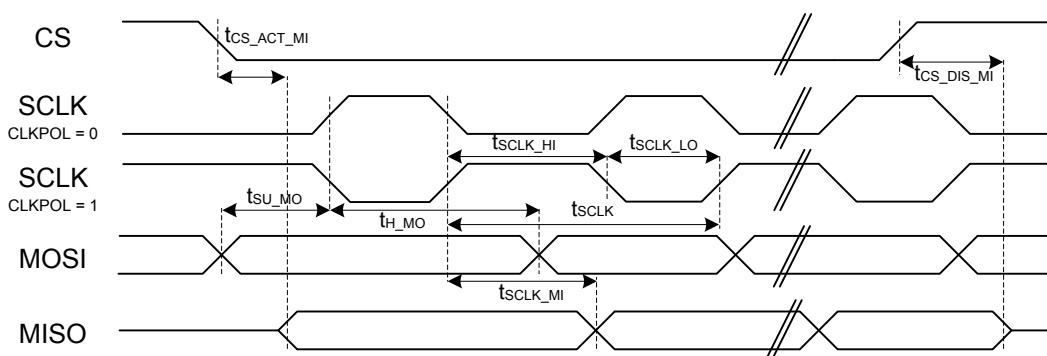 CS
tCS_ACT_MI
tCS_DIS_MI
SCLK
CLKPOL = 0
tSCLK_HI
tSCLK_LO
SCLK
CLKPOL = 1
tSU_MO
tH_MO
tSCLK
MOSI
tSCLK_MI
MISO